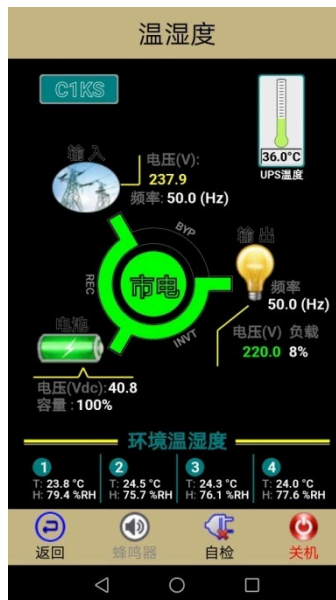 温湿度
C1KS
36.0°C
UPS温度
输入
电压(V):
237.9
频率: 50.0 (Hz)
BYP
输出
REC
市电
频率
50.0 (Hz)
INVT
电池
电压(V) 负载
220.0 8%
电压(Vdc):40.8
容量 : 100%
环境温湿度
1 2 3 4
T: 23.8 °C T: 24.5 °C T: 24.3 °C T: 24.0 °C
H: 79.4 %RH H: 75.7 %RH H: 76.1 %RH H: 77.6 %RH
返回 蜂鸣器 自检 关机